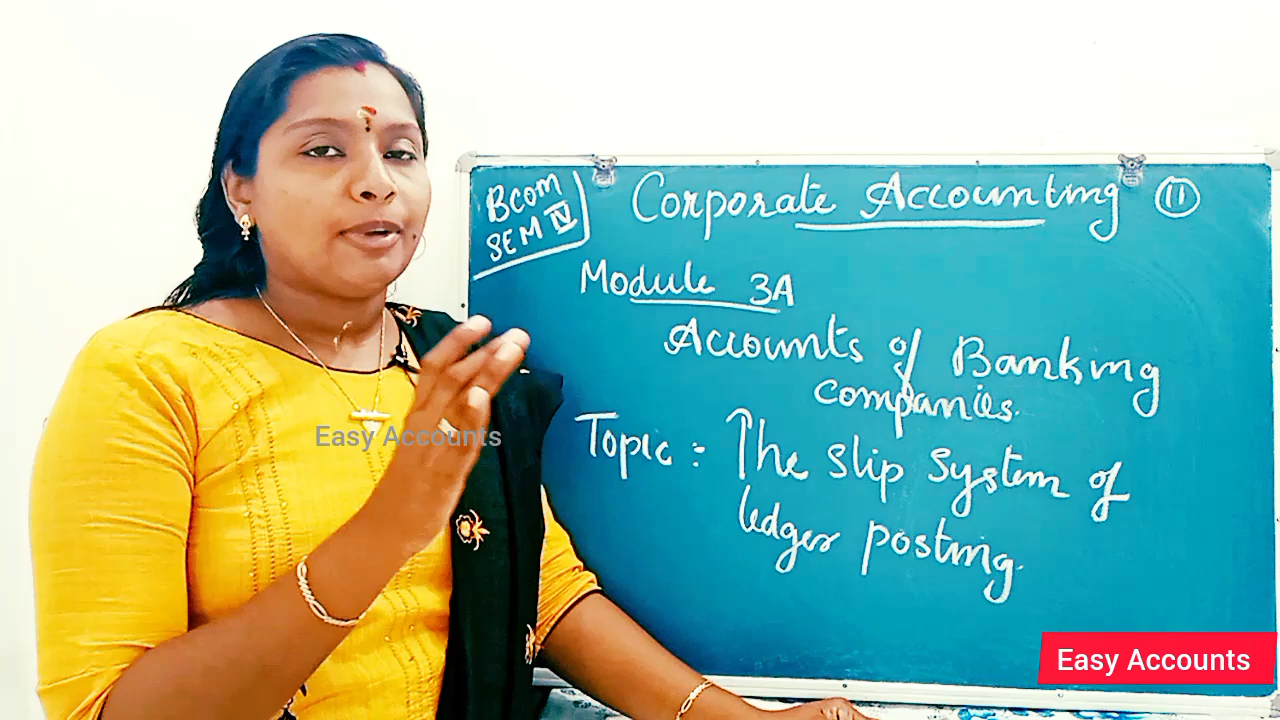 Bcom
SEM IV
Corporate Accounting 11
Module 3A
Accounts of Banking
companies.
Topic : The slip system of
ledger posting.
Easy Accounts
Easy Accounts